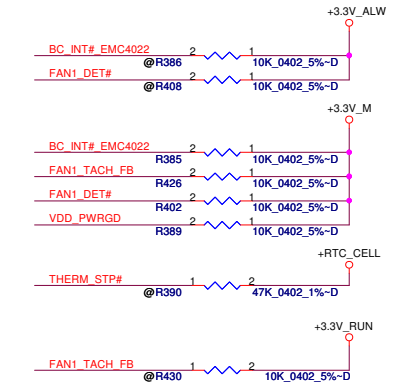 +3.3V_ALW
BC_INT#_EMC4022 2 1
@R386 10K_0402_5%~D
FAN1_DET# 2 1
@R408 10K_0402_5%~D
+3.3V_M
BC_INT#_EMC4022 2 1
R385 10K_0402_5%~D
FAN1_TACH_FB 2 1
R426 10K_0402_5%~D
FAN1_DET# 2 1
R402 10K_0402_5%~D
VDD_PWRGD 2 1
R389 10K_0402_5%~D
+RTC_CELL
THERM_STP# 1 2
@R390 47K_0402_1%~D
+3.3V_RUN
FAN1_TACH_FB 1 2
@R430 10K_0402_5%~D